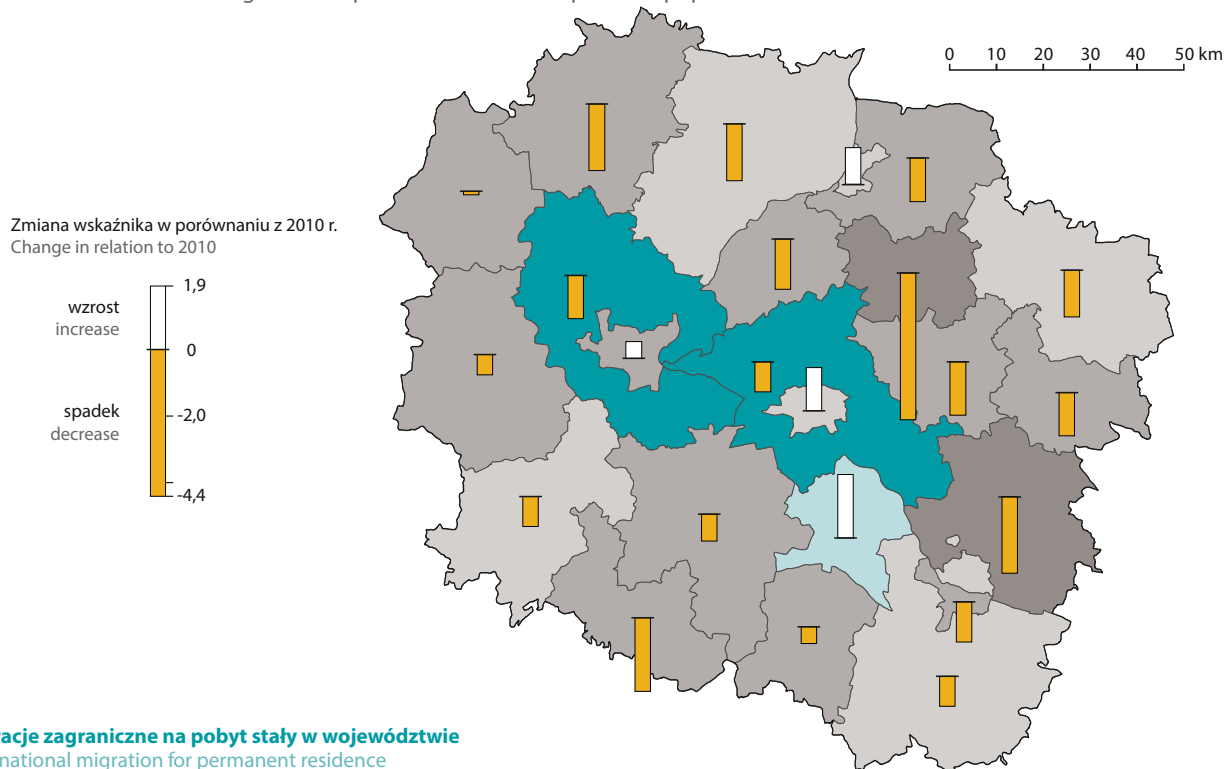 0 10 20 30 40 50 km
Zmiana wskaźnika w porównaniu z 2010 r.
Change in relation to 2010
1,9
wzrost
increase
0
spadek
decrease
-2,0
-4,4
acje zagraniczne na pobyt stały w województwie
national migration for permanent residence